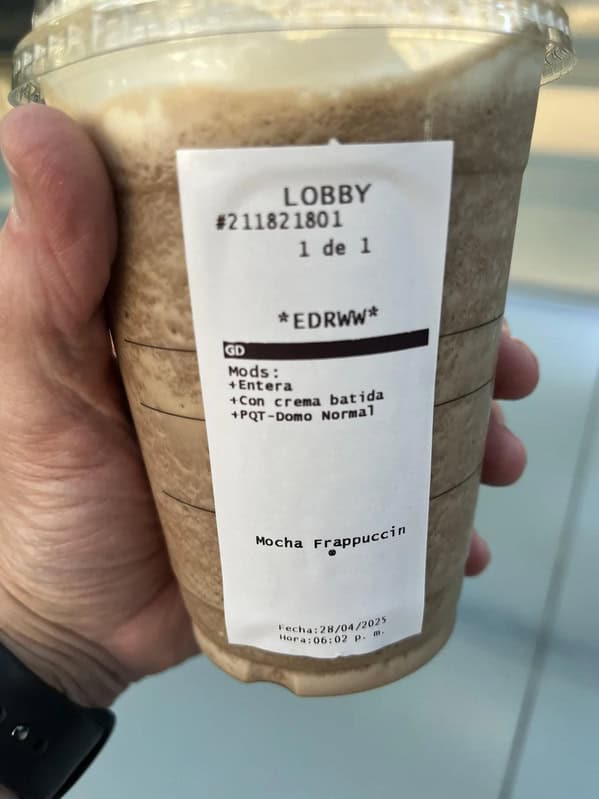 LOBBY
#211821801
1 de 1
*EDRWW*
GD
Mods:
+Entera
+Con crema batida
+PQT-Domo Normal
Mocha Frappuccin
®
Fecha:28/04/2025
Hora:06:02 p. m.